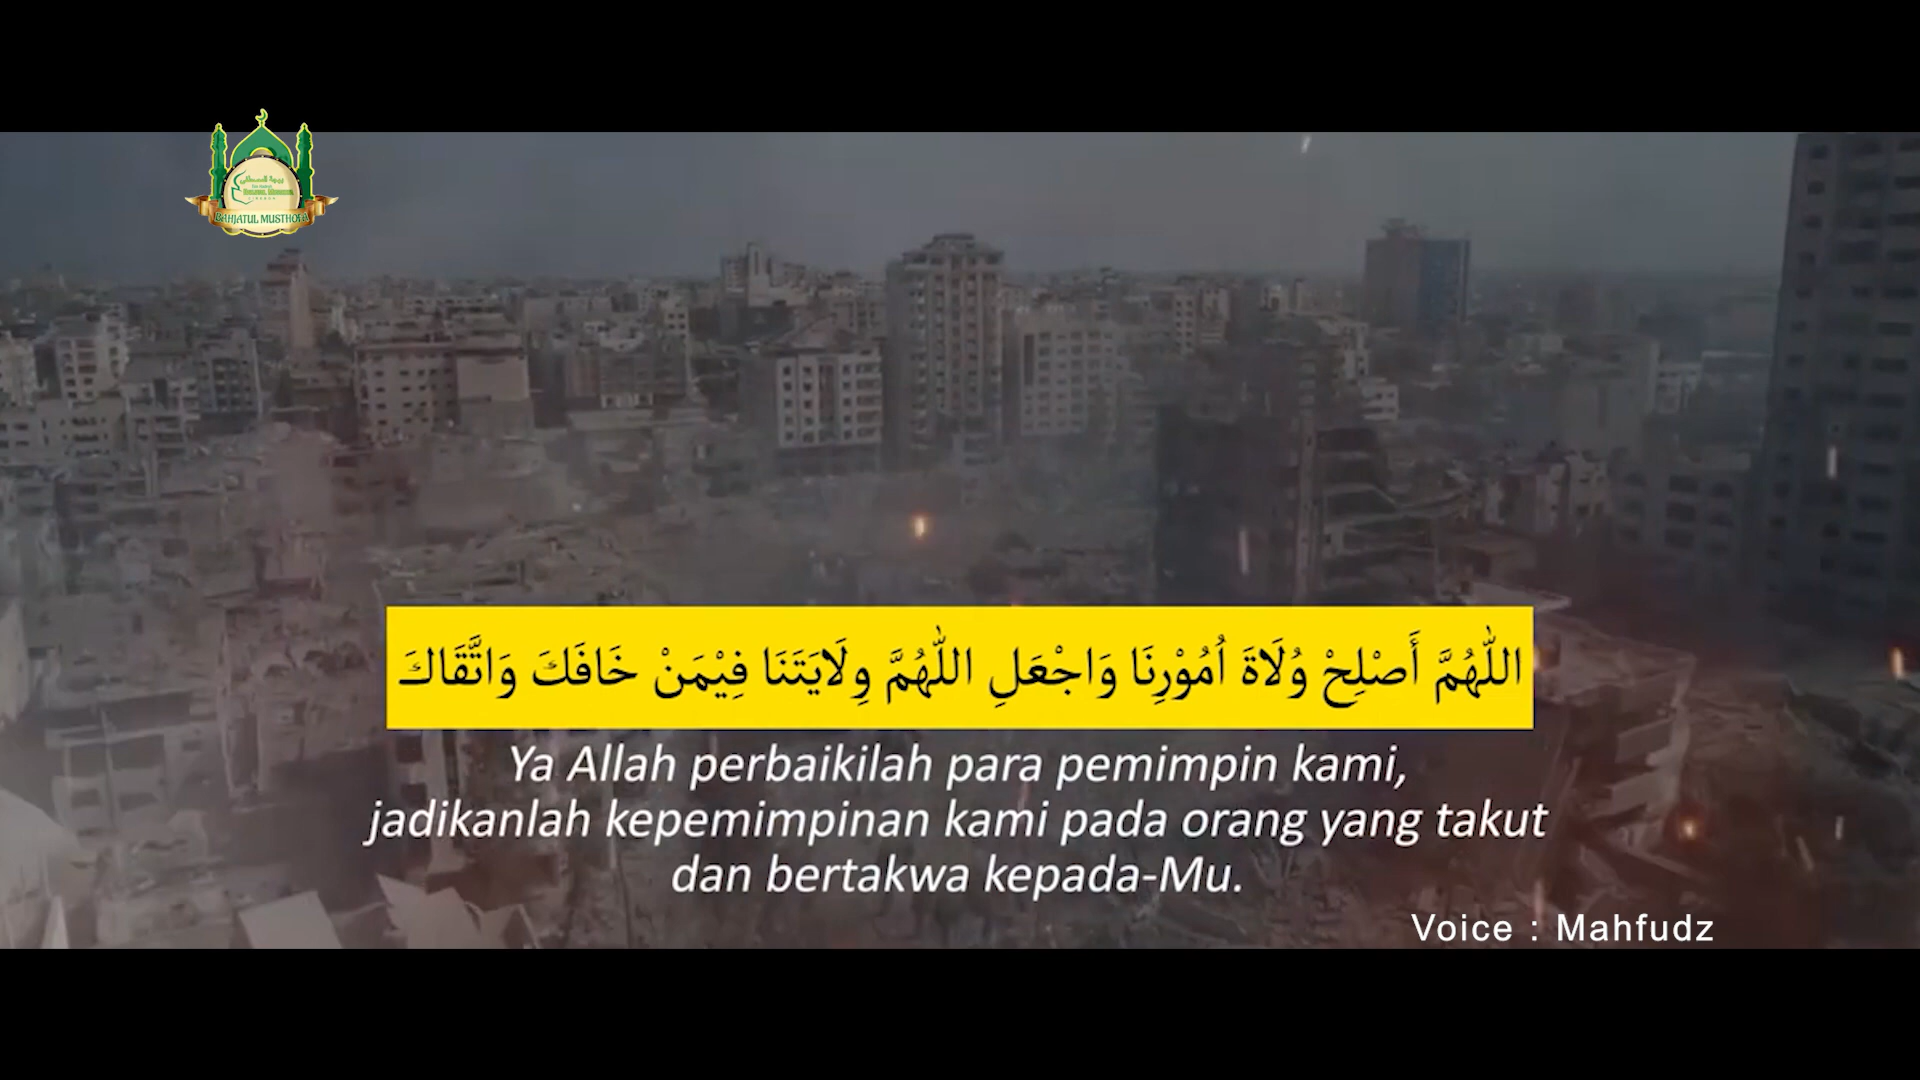 BAHJATUL MUSTHOFA
اللّٰهُمَّ أَصْلِحْ وُلَاةَ اُمُوْرِنَا وَاجْعَلِ اللّٰهُمَّ وِلَايَتَنَا فِيْمَنْ خَافَكَ وَاتَّقَاكَ
Ya Allah perbaikilah para pemimpin kami,
jadikanlah kepemimpinan kami pada orang yang takut
dan bertakwa kepada-Mu.
Voice : Mahfudz